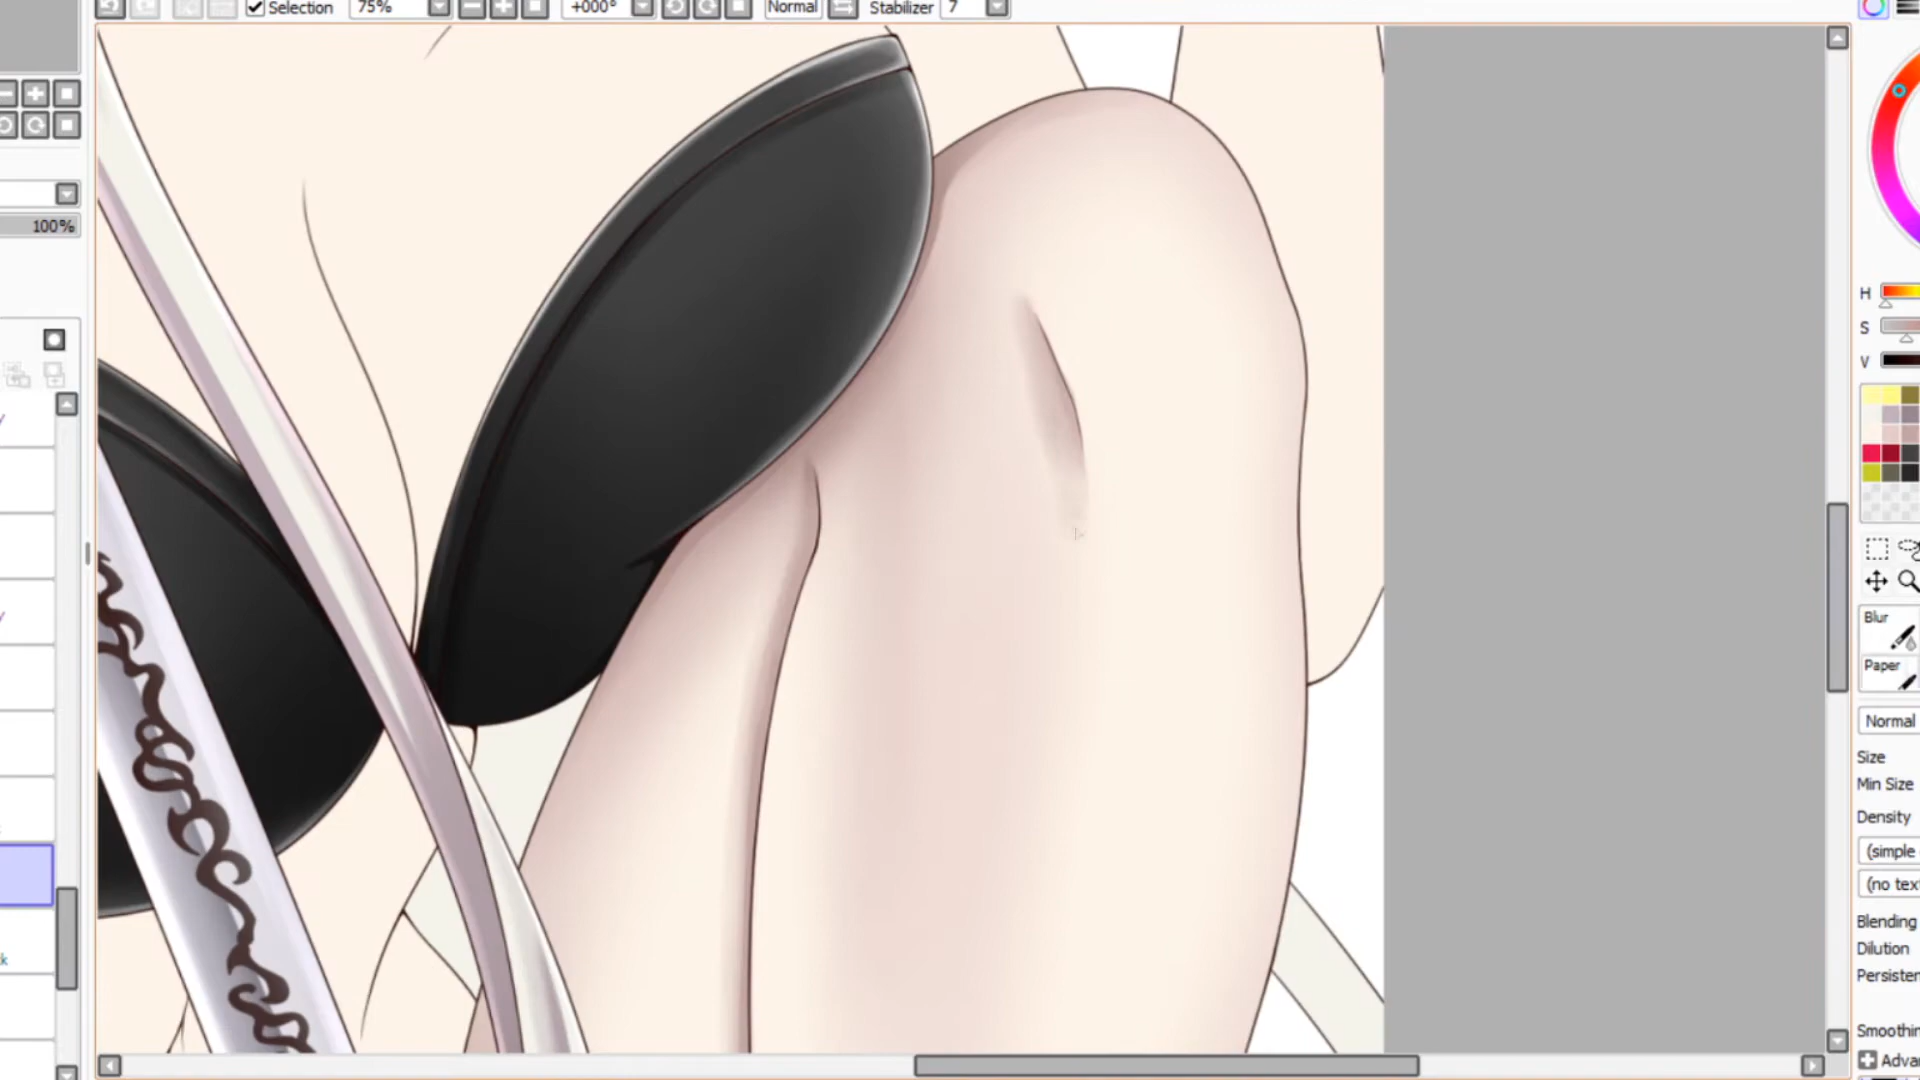 Selection
75%
+000°
Normal
Stabilizer
7
100%
H
S
V
Blur
Paper
Normal
Size
Min Size
Density
(simple
(no tex
Blending
Dilution
Persisten
Smoothin
Advan